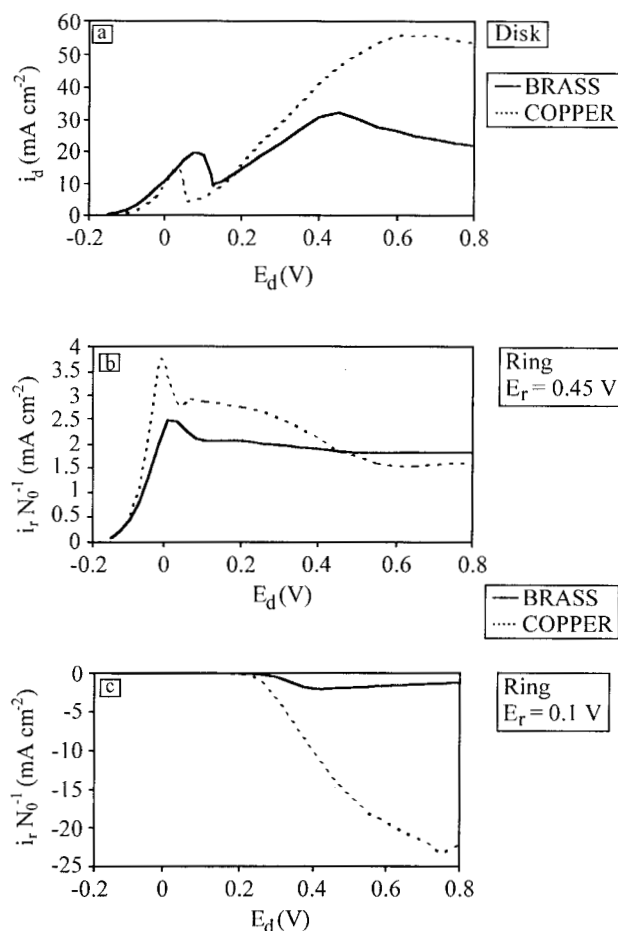 a
Disk
BRASS
COPPER
i_d (mA cm^-2)
60
50
40
30
20
10
0
-0.2
0
0.2
0.4
0.6
0.8
E_d (V)
b
Ring
E_r = 0.45 V
i_r N_0^-1 (mA cm^-2)
4
3.5
3
2.5
2
1.5
1
0.5
0
-0.2
0
0.2
0.4
0.6
0.8
E_d (V)
BRASS
COPPER
c
Ring
E_r = 0.1 V
i_r N_0^-1 (mA cm^-2)
0
-5
-10
-15
-20
-25
-0.2
0
0.2
0.4
0.6
0.8
E_d (V)